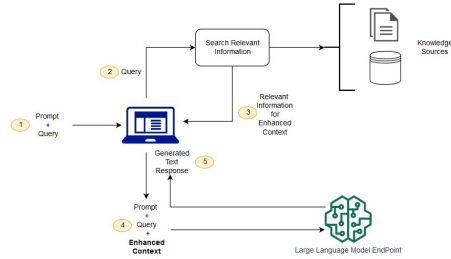 Search Relevant
Information
Knowledge
Sources
2 Query
Relevant
Information
for
Enhanced
Context
3
1 Prompt
+
Query
Generated
Text
Response
5
4 Prompt
+
Query
+
Enhanced
Context
Large Language Model EndPoint